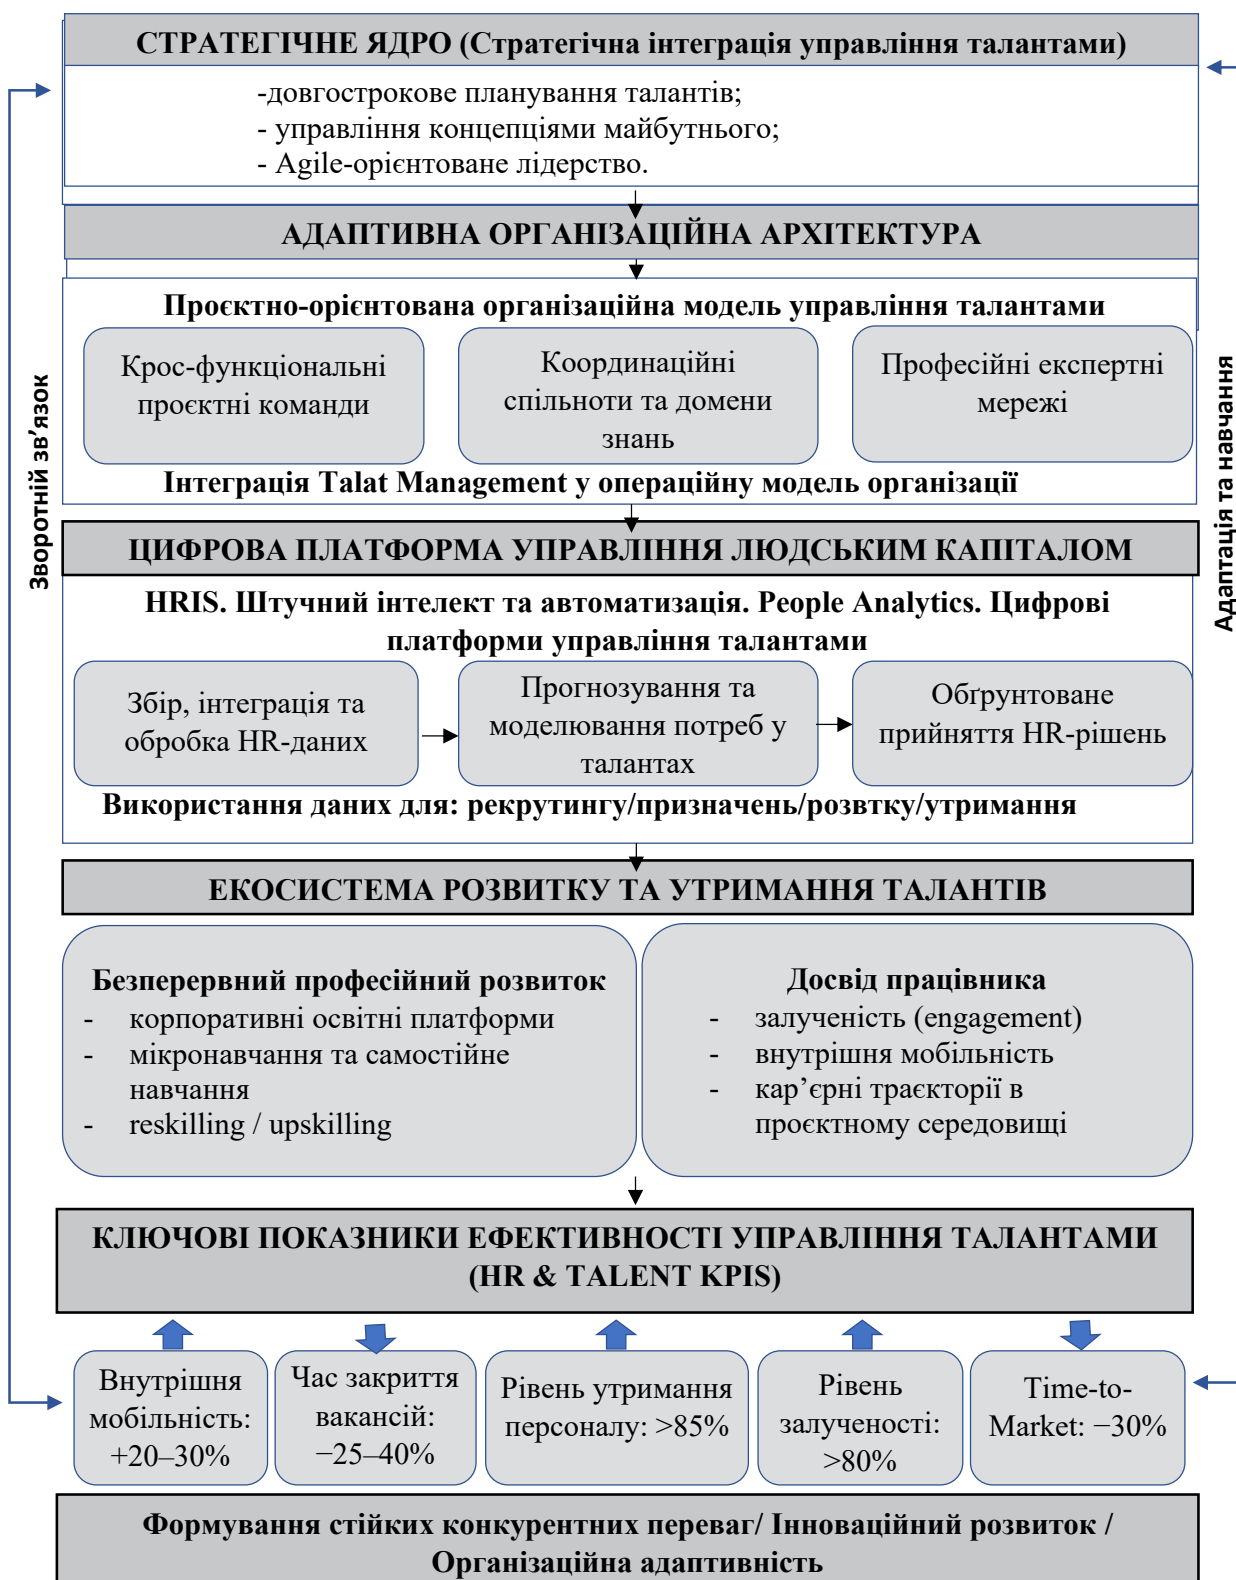 СТРАТЕГІЧНЕ ЯДРО (Стратегічна інтеграція управління талантами)
-довгострокове планування талантів;
- управління концепціями майбутнього;
- Agile-орієнтоване лідерство.
АДАПТИВНА ОРГАНІЗАЦІЙНА АРХІТЕКТУРА
Проєктно-орієнтована організаційна модель управління талантами
Крос-функціональні
проєктні команди
Координаційні
спільноти та домени
знань
Професійні експертні
мережі
Інтеграція Talat Management у операційну модель організації
ЦИФРОВА ПЛАТФОРМА УПРАВЛІННЯ ЛЮДСЬКИМ КАПІТАЛОМ
HRIS. Штучний інтелект та автоматизація. People Analytics. Цифрові
платформи управління талантами
Збір, інтеграція та
обробка HR-даних
Прогнозування та
моделювання потреб у
талантах
Обґрунтоване
прийняття HR-рішень
Використання даних для: рекрутингу/призначень/розвтку/утримання
ЕКОСИСТЕМА РОЗВИТКУ ТА УТРИМАННЯ ТАЛАНТІВ
Безперервний професійний розвиток
- корпоративні освітні платформи
- мікронавчання та самостійне
навчання
- reskilling / upskilling
Досвід працівника
- залученість (engagement)
- внутрішня мобільність
- кар’єрні траєкторії в
проєктному середовищі
КЛЮЧОВІ ПОКАЗНИКИ ЕФЕКТИВНОСТІ УПРАВЛІННЯ ТАЛАНТАМИ
(HR & TALENT KPIS)
Внутрішня
мобільність:
+20–30%
Час закриття
вакансій:
−25–40%
Рівень утримання
персоналу: >85%
Рівень
залученості:
>80%
Time-to-
Market: −30%
Формування стійких конкурентних переваг/ Інноваційний розвиток /
Організаційна адаптивність
Зворотній зв’язок
Адаптація та навчання